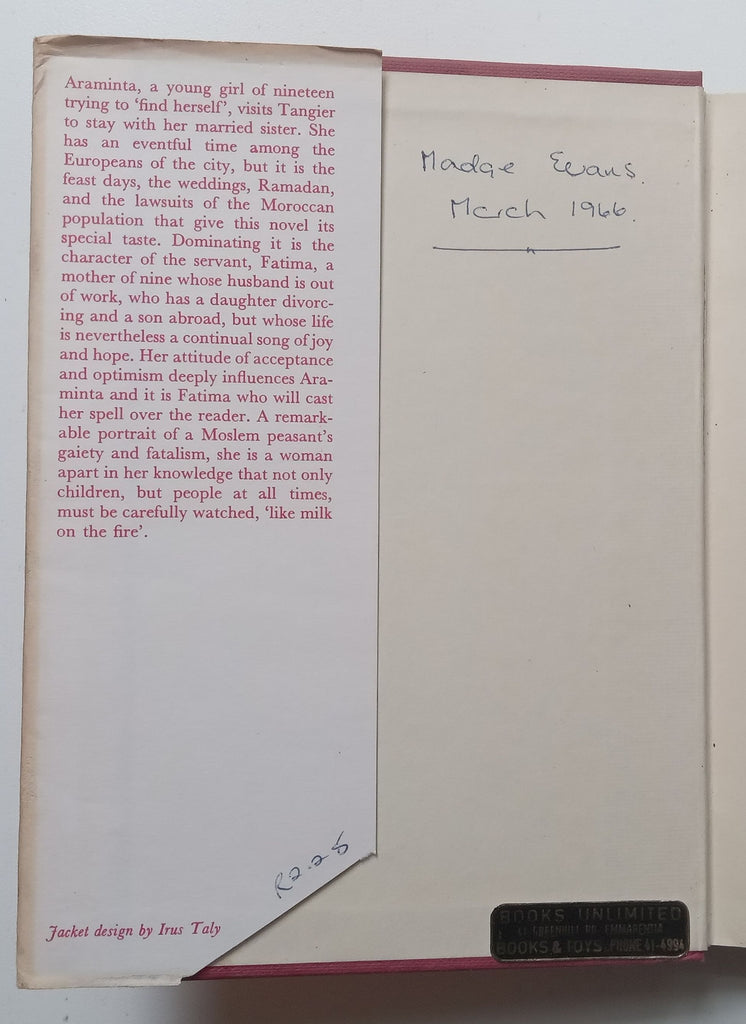 Araminta, a young girl of nineteen
trying to ‘find herself’, visits Tangier
to stay with her married sister. She
has an eventful time among the
Europeans of the city, but it is the
feast days, the weddings, Ramadan,
and the lawsuits of the Moroccan
population that give this novel its
special taste. Dominating it is the
character of the servant, Fatima, a
mother of nine whose husband is out
of work, who has a daughter divorc-
ing and a son abroad, but whose life
is nevertheless a continual song of joy
and hope. Her attitude of acceptance
and optimism deeply influences Ara-
minta and it is Fatima who will cast
her spell over the reader. A remark-
able portrait of a Moslem peasant’s
gaiety and fatalism, she is a woman
apart in her knowledge that not only
children, but people at all times,
must be carefully watched, ‘like milk
on the fire’.
R2-25
Jacket design by Irus Taly
Madge Evans.
March 1966.
BOOKS UNLIMITED
GREENHILL RD. EMMARENTIA
BOOKS & TOYS. PHONE 41-4994